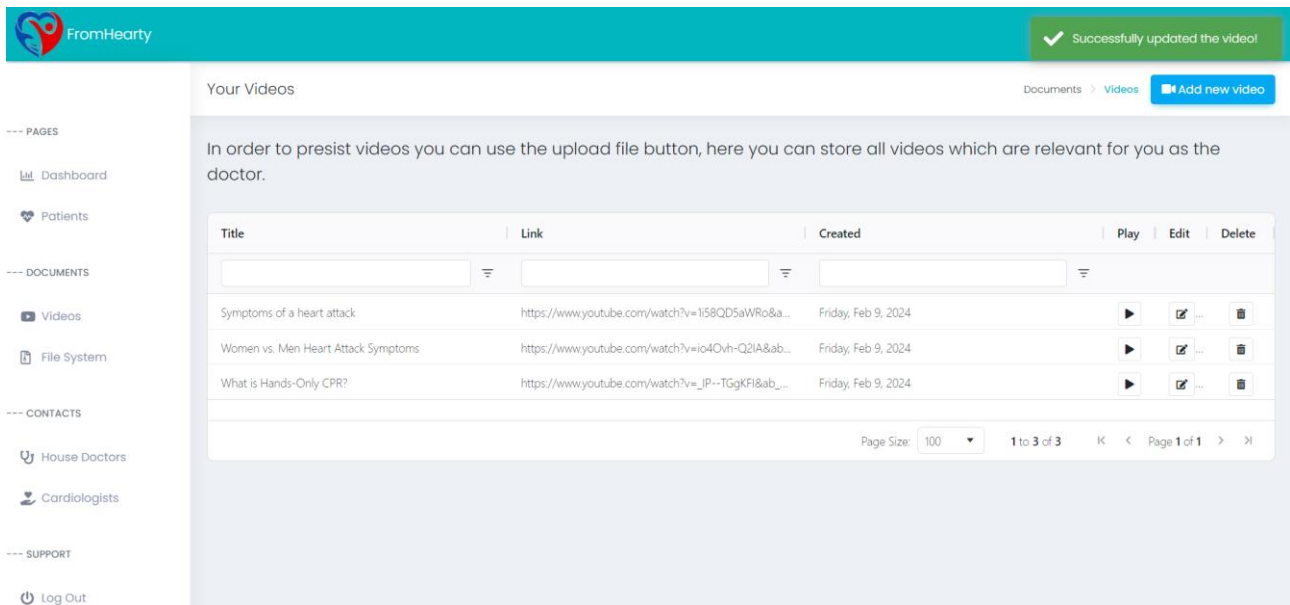 FromHearty
Successfully updated the video!
Your Videos
Documents > Videos
Add new video
--- PAGES
Dashboard
Patients
--- DOCUMENTS
Videos
File System
--- CONTACTS
House Doctors
Cardiologists
--- SUPPORT
Log Out
In order to presist videos you can use the upload file button, here you can store all videos which are relevant for you as the
doctor.
Title Link Created Play Edit Delete
Symptoms of a heart attack https://www.youtube.com/watch?v=1i58QD5aWRo&a... Friday, Feb 9, 2024 ...
Women vs. Men Heart Attack Symptoms https://www.youtube.com/watch?v=io4Ovh-Q2IA&ab... Friday, Feb 9, 2024 ...
What is Hands-Only CPR? https://www.youtube.com/watch?v=_IP--TGgKFI&ab_... Friday, Feb 9, 2024 ...
Page Size: 100 1 to 3 of 3 Page 1 of 1